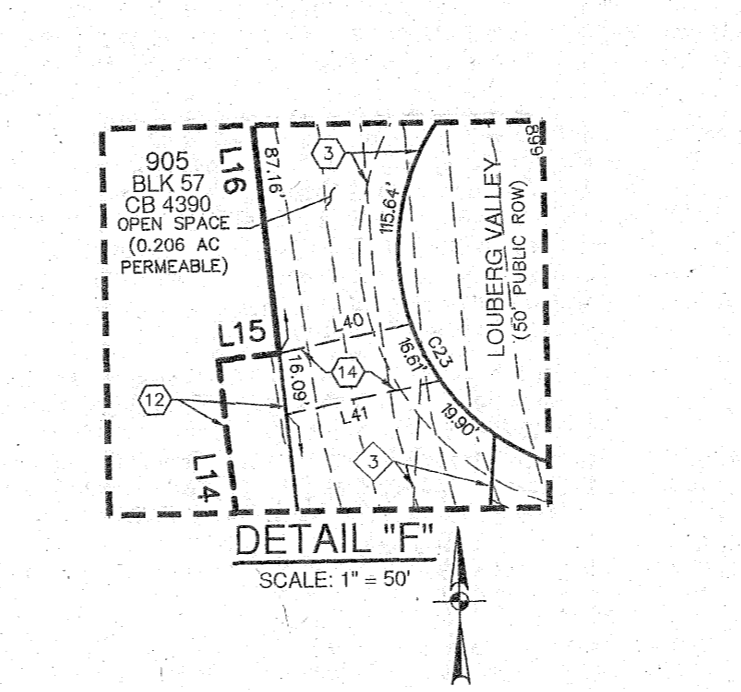 905
BLK 57
CB 4390
OPEN SPACE
(0.206 AC
PERMEABLE)
L16
87.16'
3
115.64'
LOUBERG VALLEY
(50' PUBLIC ROW)
899
L15
L40
14
16.09'
16.61'
C23
12
L41
19.90'
L14
3
DETAIL "F"
SCALE: 1" = 50'